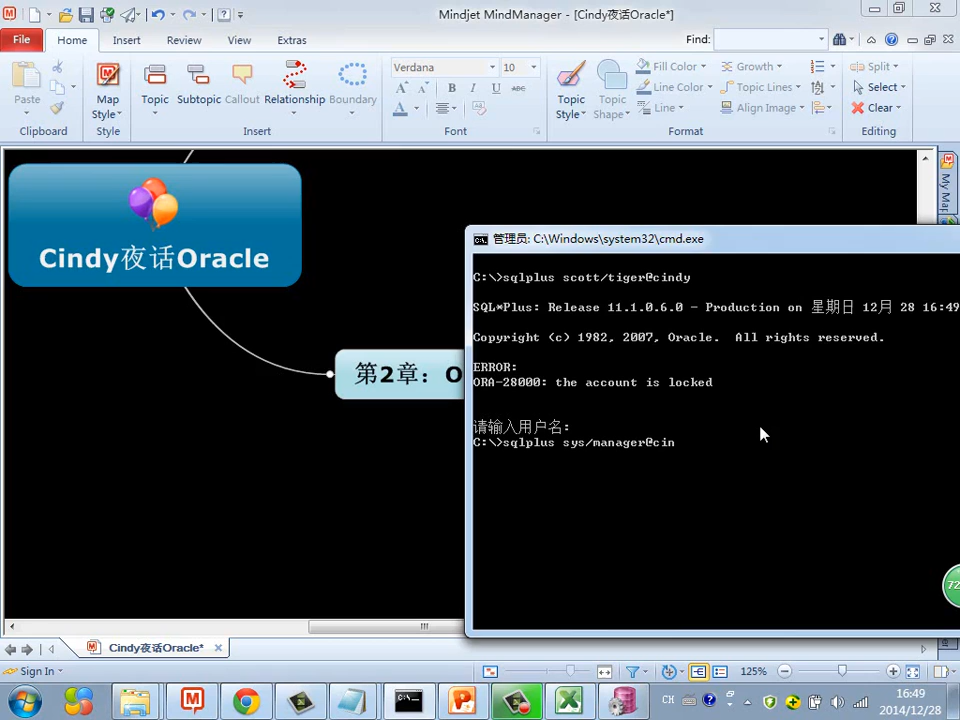 Mindjet MindManager - [Cindy夜话Oracle*]
File Home Insert Review View Extras Find:
Paste
Clipboard
Map Style
Style
Topic Subtopic Callout Relationship Boundary
Insert
Verdana 10
B I U ABC
A
Font
Topic Style
Topic Shape
Fill Color
Line Color
Line
Growth
Topic Lines
Align Image
Format
Split
Select
Clear
Editing
My Map
Cindy夜话Oracle
第2章：O
管理员: C:\Windows\system32\cmd.exe
C:\>sqlplus scott/tiger@cindy
SQL*Plus: Release 11.1.0.6.0 - Production on 星期日 12月 28 16:49
Copyright (c) 1982, 2007, Oracle.  All rights reserved.
ERROR:
ORA-28000: the account is locked
请输入用户名:
C:\>sqlplus sys/manager@cin
72
Cindy夜话Oracle*
Sign In
125%
CH
16:49
2014/12/28